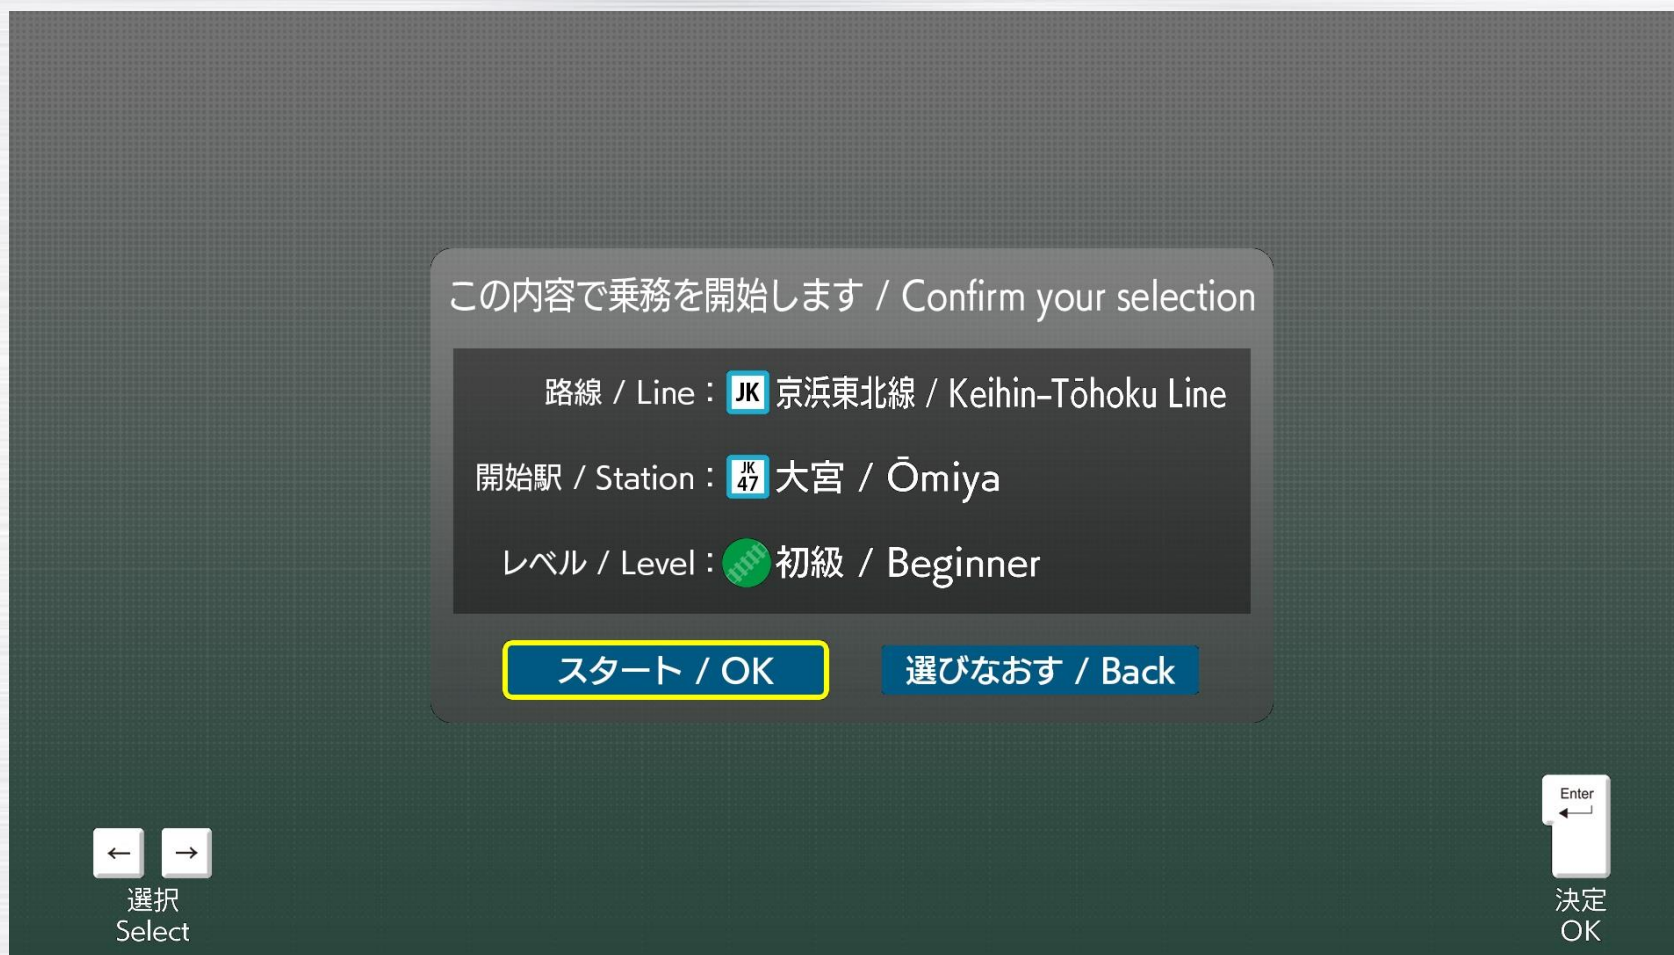 この内容で乗務を開始します / Confirm your selection
路線 / Line : JK 京浜東北線 / Keihin-Tōhoku Line
開始駅 / Station : JK 47 大宮 / Ōmiya
レベル / Level : 初級 / Beginner
スタート / OK
選びなおす / Back
← →
選択
Select
Enter
決定
OK